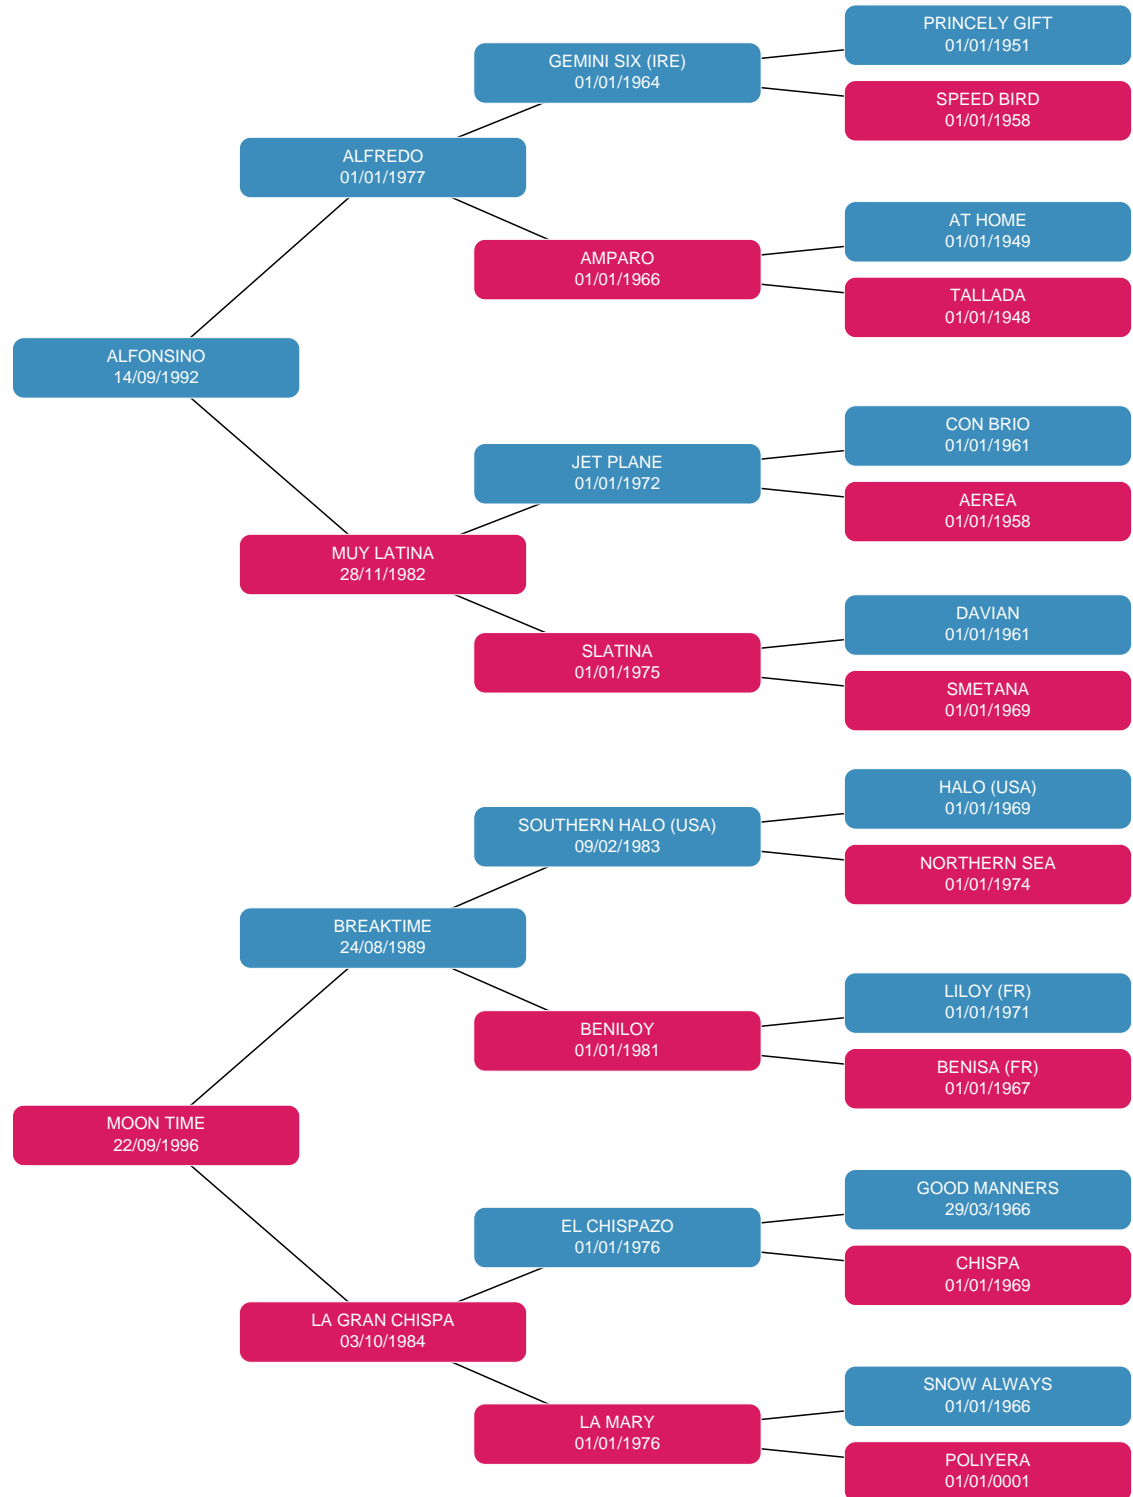 PRINCELY GIFT
01/01/1951
GEMINI SIX (IRE)
01/01/1964
SPEED BIRD
01/01/1958
ALFREDO
01/01/1977
AT HOME
01/01/1949
AMPARO
01/01/1966
TALLADA
01/01/1948
ALFONSINO
14/09/1992
CON BRIO
01/01/1961
JET PLANE
01/01/1972
AEREA
01/01/1958
MUY LATINA
28/11/1982
DAVIAN
01/01/1961
SLATINA
01/01/1975
SMETANA
01/01/1969
HALO (USA)
01/01/1969
SOUTHERN HALO (USA)
09/02/1983
NORTHERN SEA
01/01/1974
BREAKTIME
24/08/1989
LILOY (FR)
01/01/1971
BENILOY
01/01/1981
BENISA (FR)
01/01/1967
MOON TIME
22/09/1996
GOOD MANNERS
29/03/1966
EL CHISPAZO
01/01/1976
CHISPA
01/01/1969
LA GRAN CHISPA
03/10/1984
SNOW ALWAYS
01/01/1966
LA MARY
01/01/1976
POLIYERA
01/01/0001